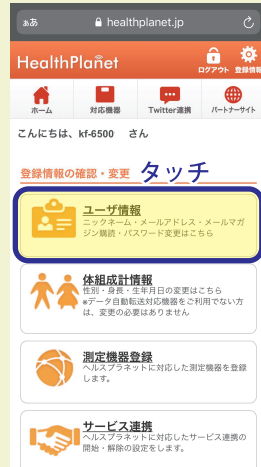 ぁあ healthplanet.jp
HealthPlanet
ログアウト 登録情報
ホーム 対応機器 Twitter連携 パートナーサイト
こんにちは、kf-6500 さん
登録情報の確認・変更 タッチ
ユーザ情報
ニックネーム・メールアドレス・メールマガ
ジン購読・パスワード変更はこちら
体組成計情報
性別・身長・生年月日の変更はこちら
※データ自動転送対応機器をご利用でない方
は、変更の必要はありません
測定機器登録
ヘルスプラネットに対応した測定機器を登録
します。
サービス連携
ヘルスプラネットに対応したサービス連携の
開始・解除の設定をします。